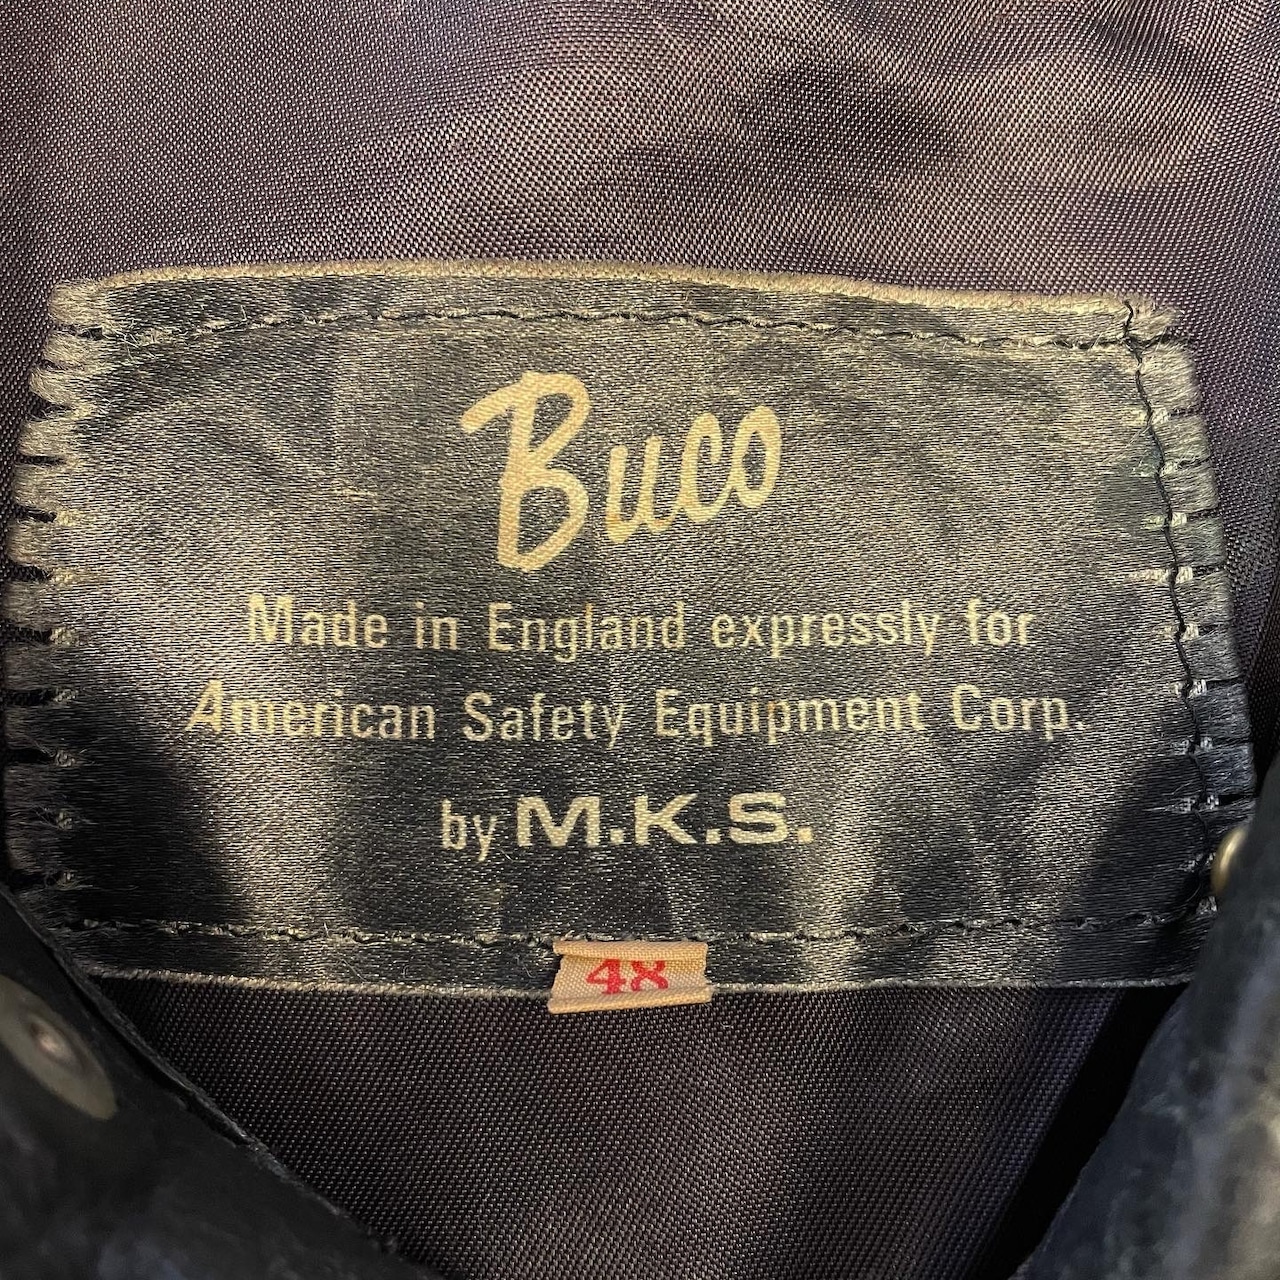 Buco
Made in England expressly for
American Safety Equipment Corp.
by M.K.S.
48